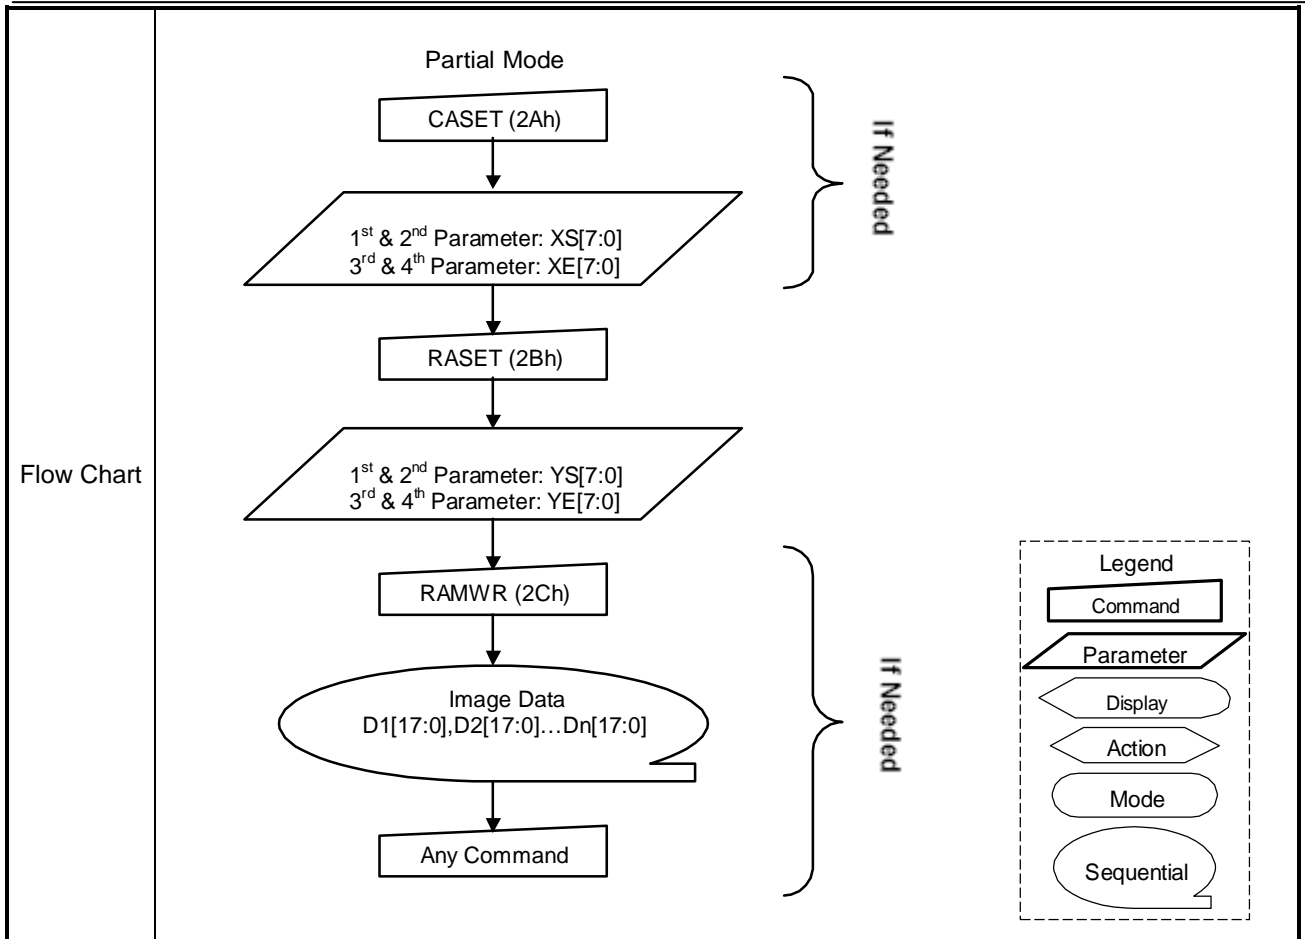 Flow Chart
Partial Mode
CASET (2Ah)
1st & 2nd Parameter: XS[7:0]
3rd & 4th Parameter: XE[7:0]
If Needed
RASET (2Bh)
1st & 2nd Parameter: YS[7:0]
3rd & 4th Parameter: YE[7:0]
RAMWR (2Ch)
Image Data
D1[17:0],D2[17:0]…Dn[17:0]
Any Command
If Needed
Legend
Command
Parameter
Display
Action
Mode
Sequential